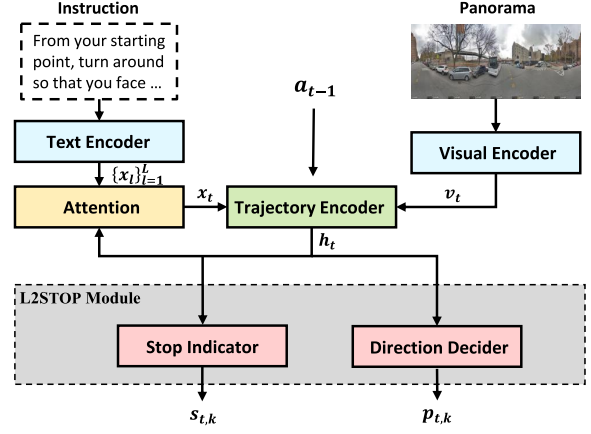 Instruction
Panorama
From your starting
point, turn around
so that you face ...
a_{t-1}
Text Encoder
Visual Encoder
{x_l}_{l=1}^{L}
Attention
x_t
Trajectory Encoder
v_t
h_t
L2STOP Module
Stop Indicator
Direction Decider
s_{t,k}
p_{t,k}